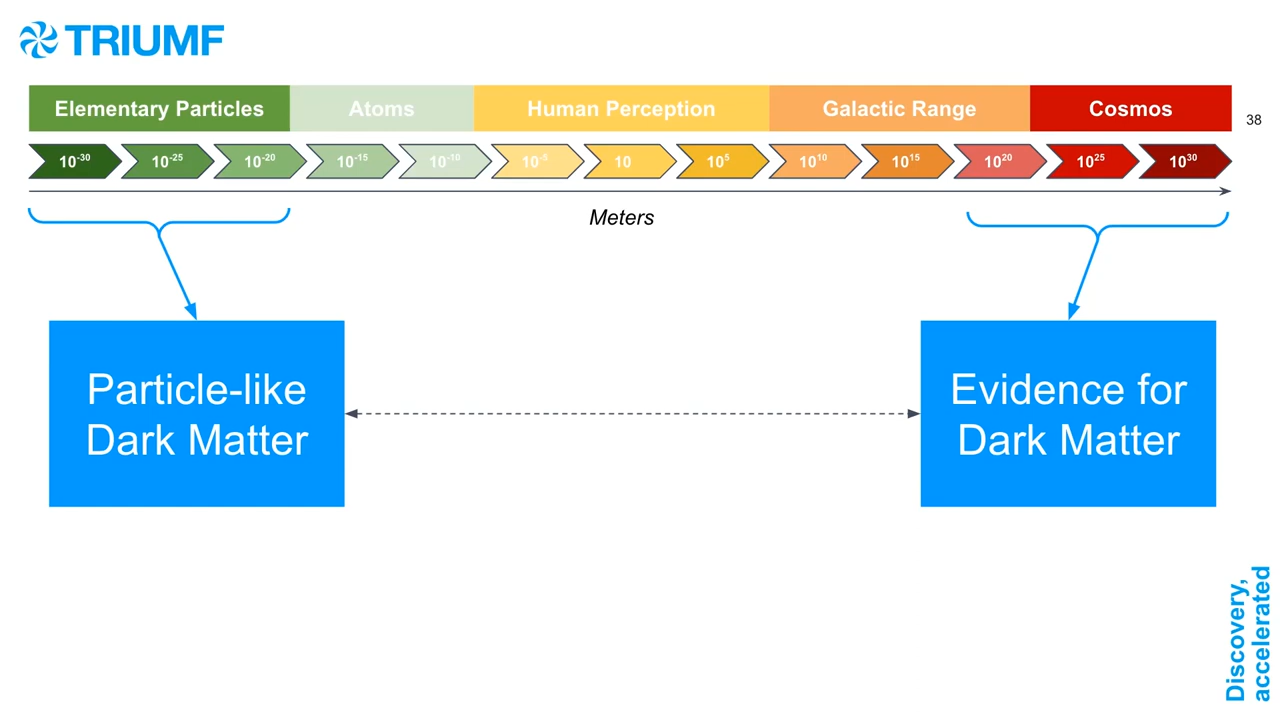 TRIUMF
Elementary Particles Atoms Human Perception Galactic Range Cosmos
38
10⁻³⁰ 10⁻²⁵ 10⁻²⁰ 10⁻¹⁵ 10⁻¹⁰ 10⁻⁵ 10 10⁵ 10¹⁰ 10¹⁵ 10²⁰ 10²⁵ 10³⁰
Meters
Particle-like
Dark Matter
Evidence for
Dark Matter
Discovery,
accelerated